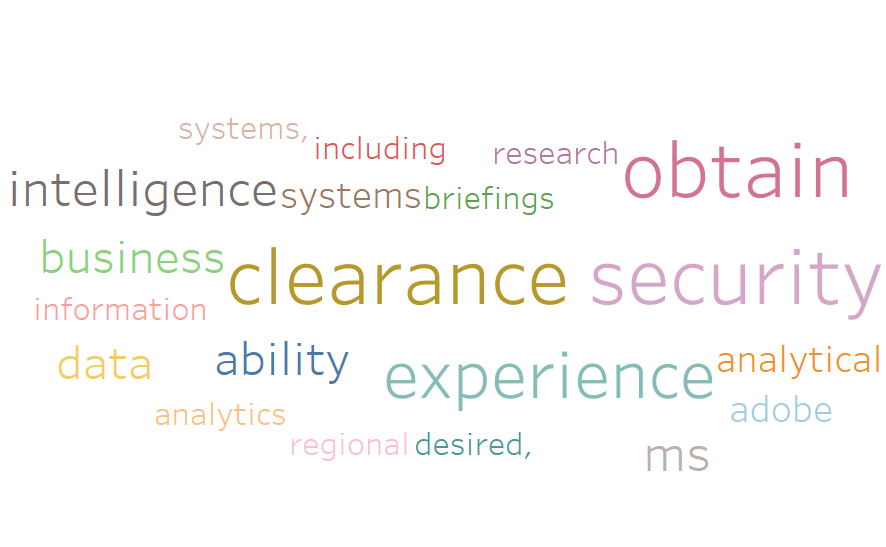 systems,
including
research
obtain
intelligence
systems
briefings
business
clearance
security
information
data
ability
experience
analytical
analytics
adobe
regional
desired,
ms